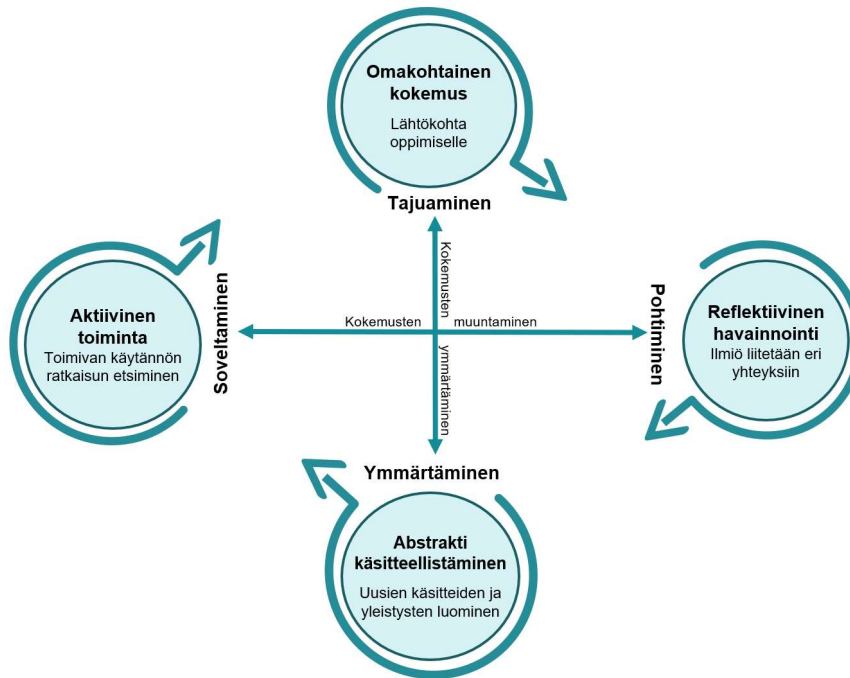 Omakohtainen
kokemus
Lähtökohta
oppimiselle
Tajuaminen
Kokemusten
ymmärtäminen
Aktiivinen
toiminta
Toimivan käytännön
ratkaisun etsiminen
Soveltaminen
Kokemusten muuntaminen
Pohtiminen
Reflektiivinen
havainnointi
Ilmiö liitetään eri
yhteyksiin
Ymmärtäminen
Abstrakti
käsitteellistäminen
Uusien käsitteiden ja
yleistysten luominen